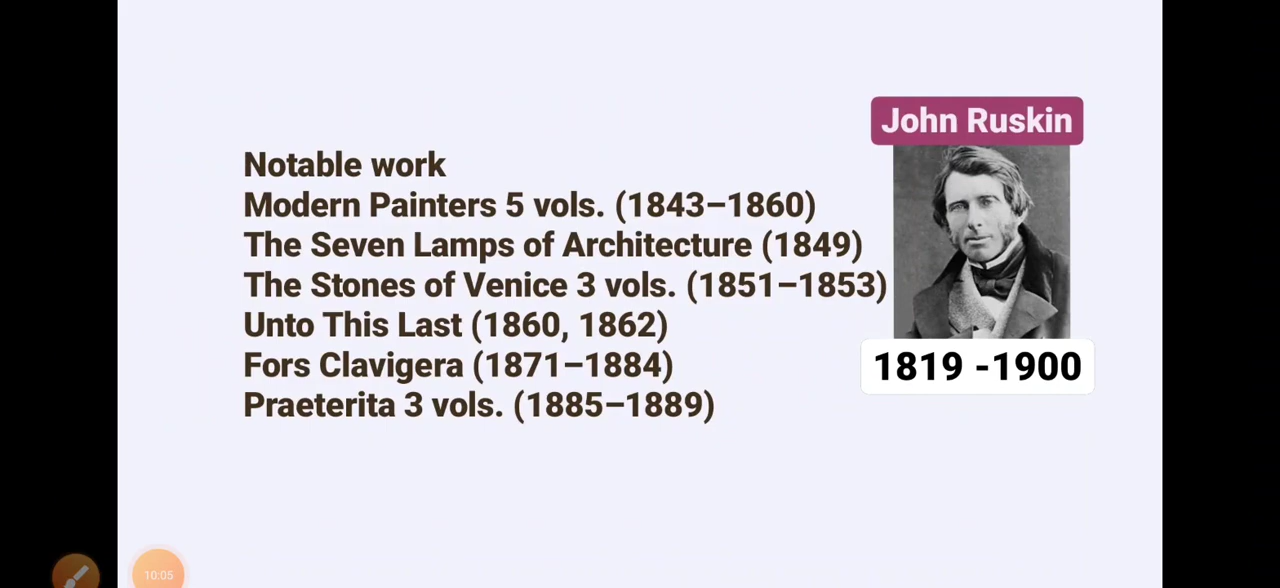 John Ruskin
Notable work
Modern Painters 5 vols. (1843–1860)
The Seven Lamps of Architecture (1849)
The Stones of Venice 3 vols. (1851–1853)
Unto This Last (1860, 1862)
Fors Clavigera (1871–1884)
Praeterita 3 vols. (1885–1889)
1819 -1900
10:05